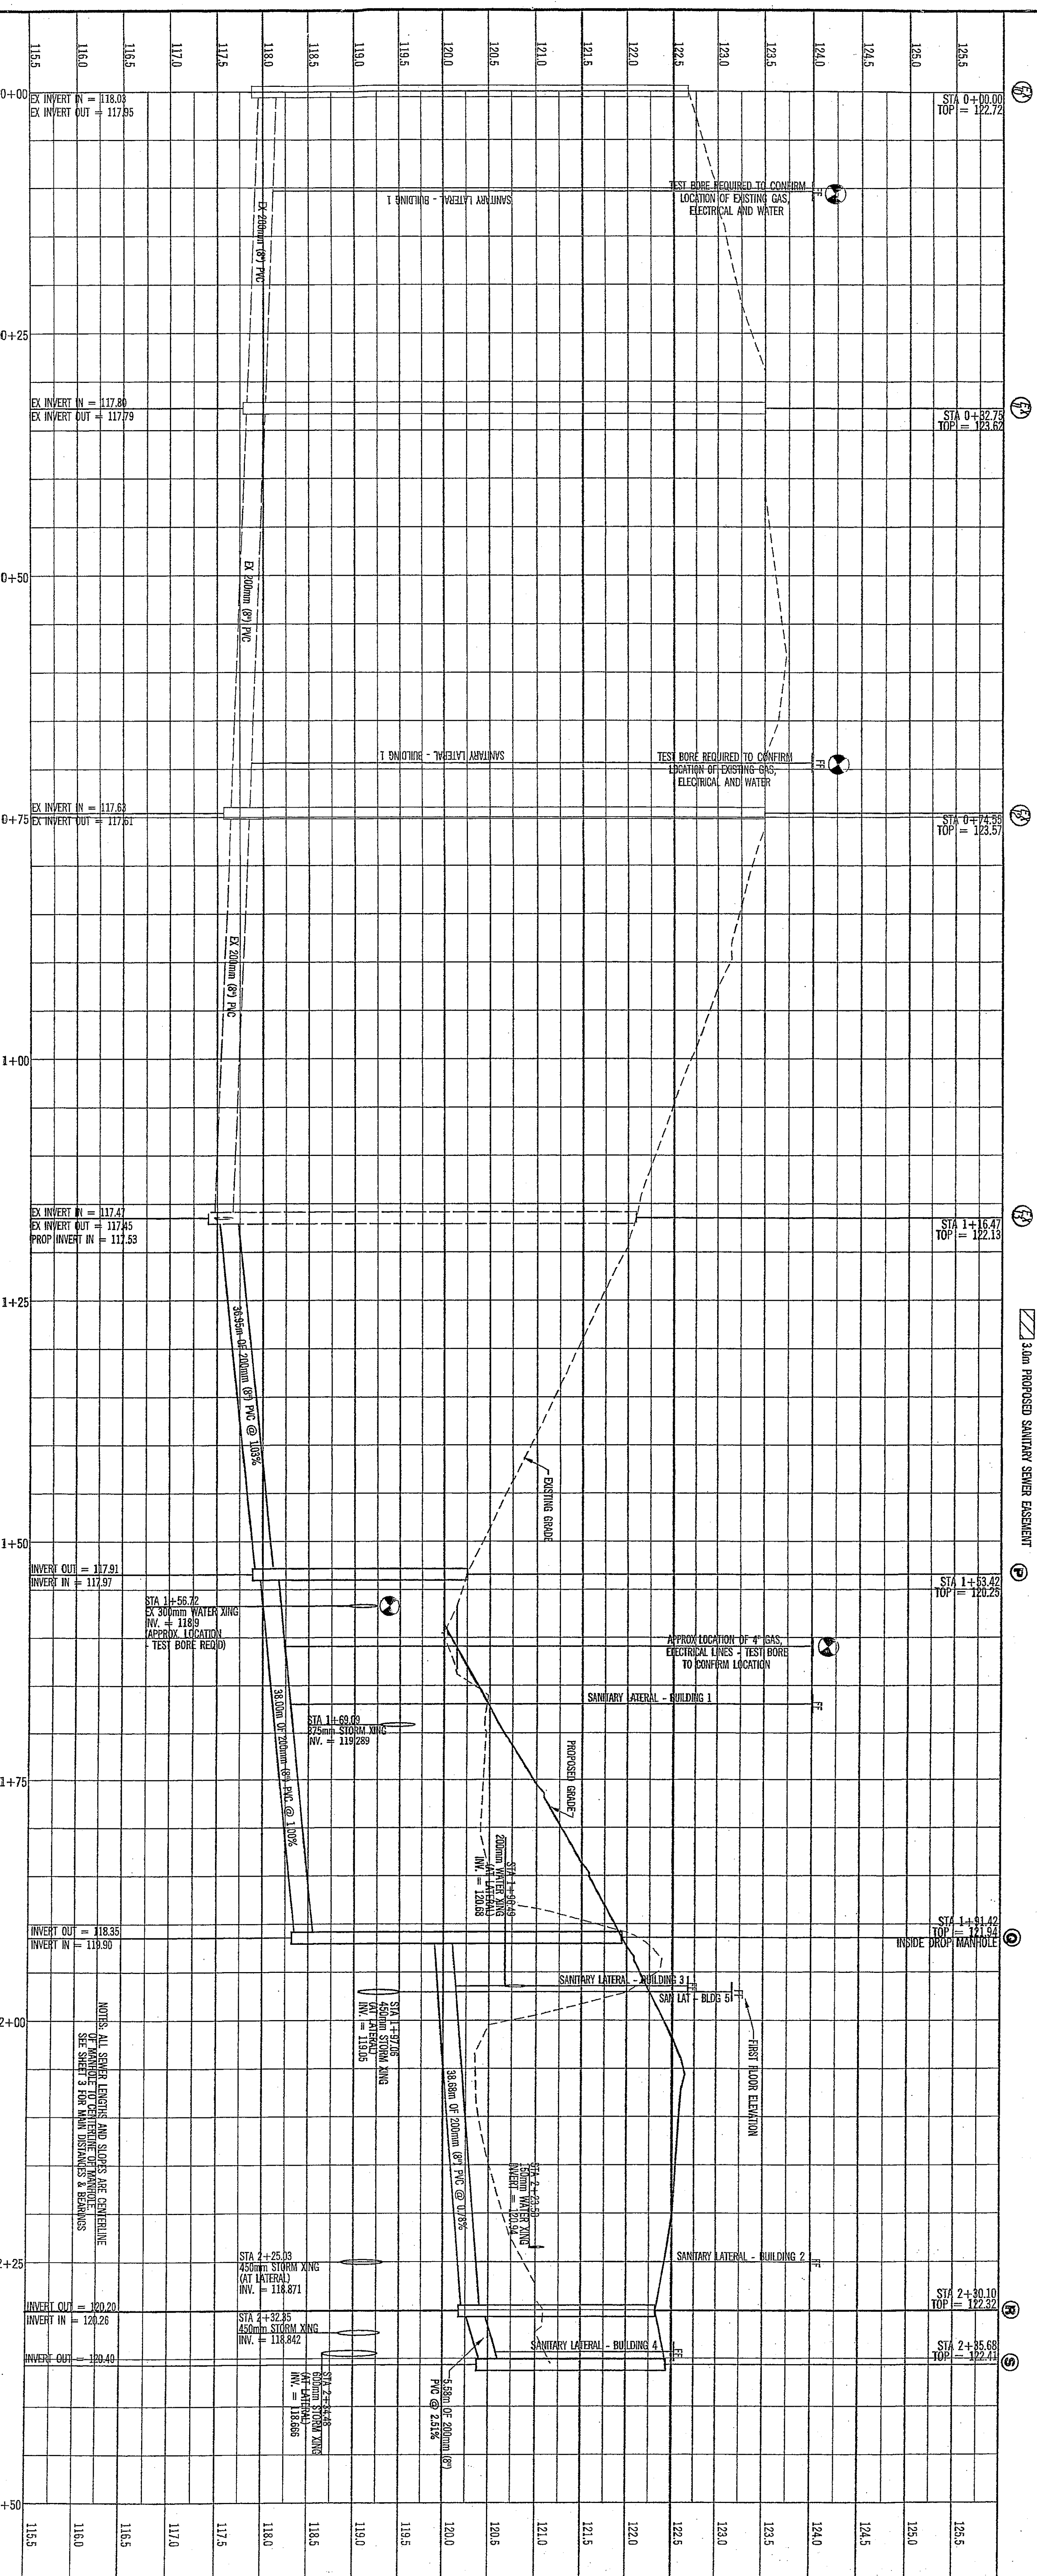 115.5
116.0
116.5
117.0
117.5
118.0
118.5
119.0
119.5
120.0
120.5
121.0
121.5
122.0
122.5
123.0
123.5
124.0
124.5
125.5
0+00
EX INVERT IN = 118.03
EX INVERT OUT = 117.95
STA 0+00.00
TOP = 122.72
EX
SANITARY LATERAL - BUILDING 1
TEST BORE REQUIRED TO CONFIRM
LOCATION OF EXISTING GAS,
ELECTRICAL AND WATER
FF
EX 200mm (8") PVC
0+25
EX INVERT IN = 117.80
EX INVERT OUT = 117.79
STA 0+32.75
TOP = 123.62
EX
0+50
EX 200mm (8") PVC
SANITARY LATERAL - BUILDING 1
TEST BORE REQUIRED TO CONFIRM
LOCATION OF EXISTING GAS,
ELECTRICAL AND WATER
FF
EX INVERT IN = 117.63
EX INVERT OUT = 117.61
0+75
STA 0+74.55
TOP = 123.57
EX
EX 200mm (8") PVC
1+00
EX INVERT IN = 117.47
EX INVERT OUT = 117.45
PROP INVERT IN = 117.53
STA 1+16.47
TOP = 122.13
EX
1+25
36.95m OF 200mm (8") PVC @ 1.03%
3.0m PROPOSED SANITARY SEWER EASEMENT
EXISTING GRADE
1+50
INVERT OUT = 117.91
INVERT IN = 117.97
STA 1+53.42
TOP = 120.25
P
STA 1+56.72
EX 300mm WATER XING
INV. = 118.9
(APPROX. LOCATION
- TEST BORE REQ'D)
APPROX LOCATION OF 4" GAS,
ELECTRICAL LINES - TEST BORE
TO CONFIRM LOCATION
SANITARY LATERAL - BUILDING 1
FF
38.00m OF 200mm (8") PVC @ 1.00%
STA 1+69.09
375mm STORM XING
INV. = 119.289
1+75
PROPOSED GRADE
STA 1+96.49
200mm WATER XING
(AT LATERAL)
INV. = 120.68
INVERT OUT = 118.35
INVERT IN = 119.90
STA 1+91.42
TOP = 121.94
INSIDE DROP MANHOLE
Q
SANITARY LATERAL - BUILDING 3
FF
SAN LAT - BLDG 5
FF
FIRST FLOOR ELEVATION
STA 1+97.06
450mm STORM XING
(AT LATERAL)
INV. = 119.05
2+00
NOTES: ALL SEWER LENGTHS AND SLOPES ARE CENTERLINE
OF MANHOLE TO CENTERLINE OF MANHOLE.
SEE SHEET 3 FOR MAIN DISTANCES & BEARINGS
38.68m OF 200mm (8") PVC @ 0.78%
WATER XING
INVERT = 120.94
2+25
STA 2+25.03
450mm STORM XING
(AT LATERAL)
INV. = 118.871
SANITARY LATERAL - BUILDING 2
FF
INVERT OUT = 120.20
INVERT IN = 120.26
STA 2+30.10
TOP = 122.32
R
STA 2+32.35
450mm STORM XING
INV. = 118.842
SANITARY LATERAL - BUILDING 4
FF
INVERT OUT = 120.40
STA 2+35.68
TOP = 122.41
S
STA 2+34.48
600mm STORM XING
(AT LATERAL)
INV. = 118.666
5.58m OF 200mm (8")
PVC @ 2.51%
+50
115.5
116.0
116.5
117.0
117.5
118.0
118.5
119.0
119.5
120.0
120.5
121.0
121.5
122.0
122.5
123.0
123.5
124.0
124.5
125.0
125.5